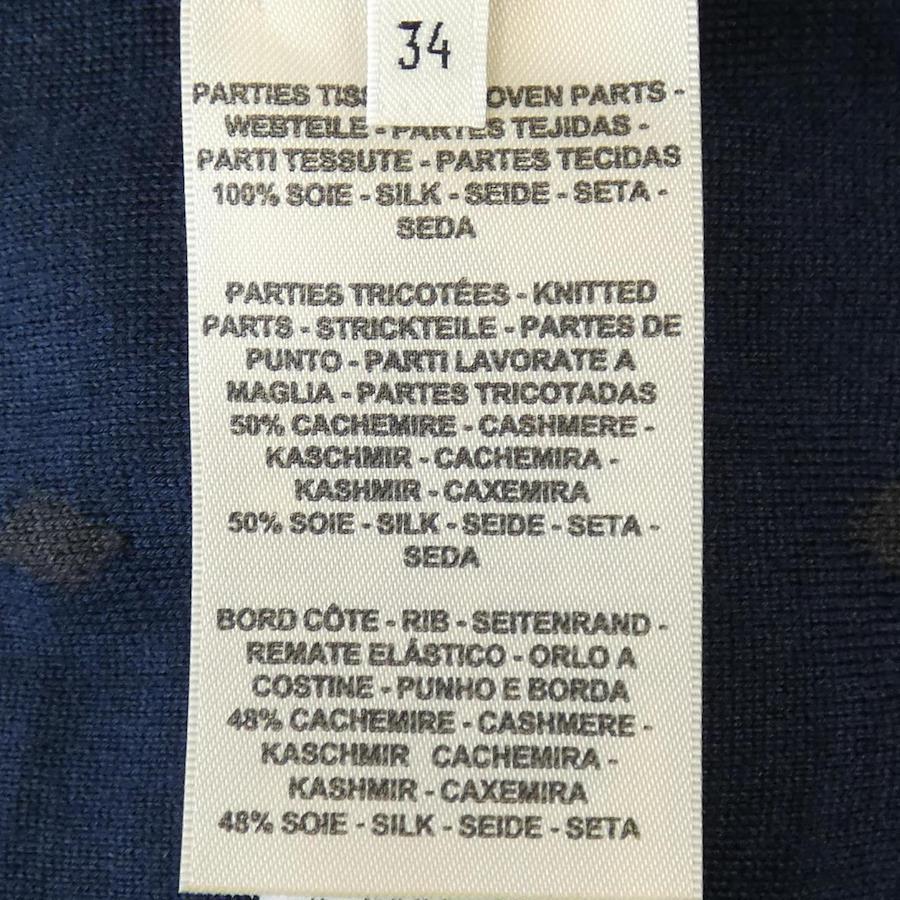 34
PARTIES OVEN PARTS -
WEBTEILE - PARTES TEJIDAS -
PARTI TESSUTE - PARTES TECIDAS
100% SOIE - SILK - SEIDE - SETA -
SEDA
PARTIES TRICOTÉES - KNITTED
PARTS - STRICKTEILE - PARTES DE
PUNTO - PARTI LAVORATE A
MAGLIA - PARTES TRICOTADAS
50% CACHEMIRE - CASHMERE -
KASCHMIR - CACHEMIRA -
KASHMIR - CAXEMIRA
50% SOIE - SILK - SEIDE - SETA -
SEDA
BORD CÔTE - RIB - SEITENRAND -
REMATE ELÁSTICO - ORLO A
COSTINE - PUNHO E BORDA
48% CACHEMIRE - CASHMERE -
KASCHMIR CACHEMIRA -
KASHMIR - CAXEMIRA
48% SOIE - SILK - SEIDE - SETA